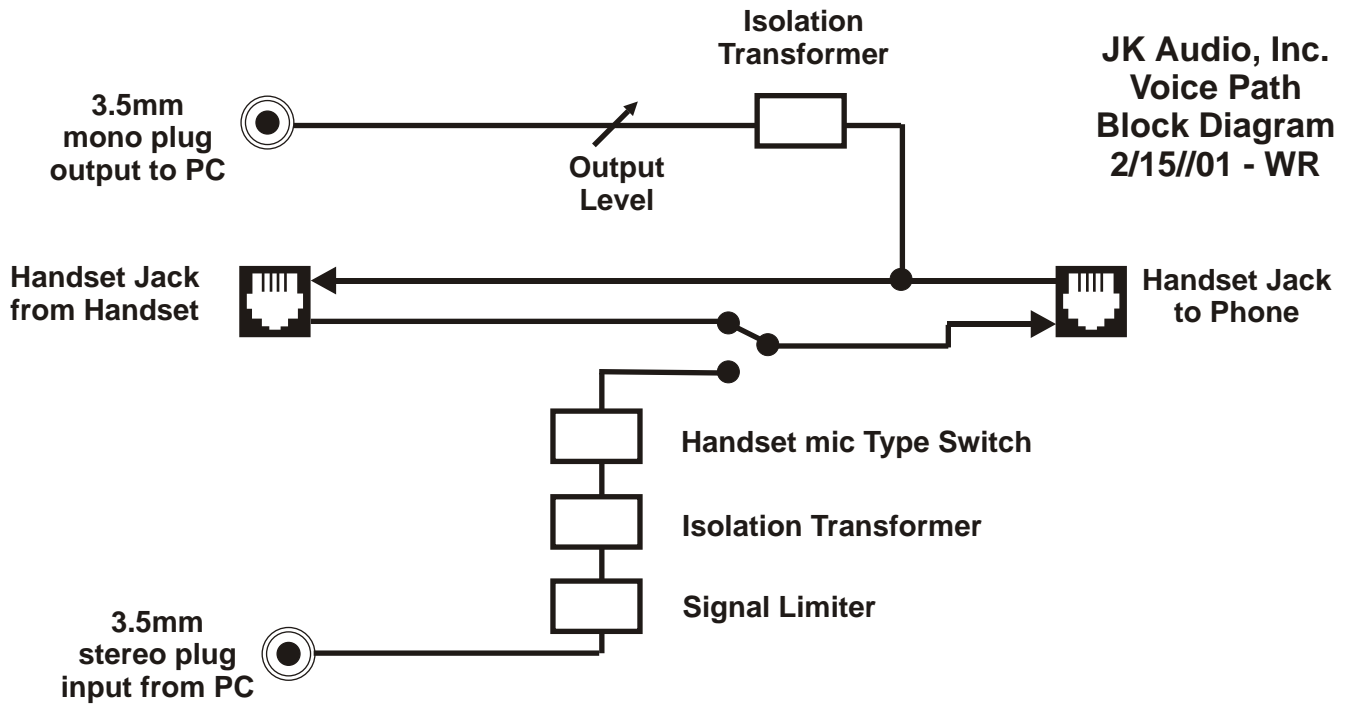 Isolation
Transformer
JK Audio, Inc.
Voice Path
Block Diagram
2/15//01 - WR
3.5mm
mono plug
output to PC
Output
Level
Handset Jack
from Handset
Handset Jack
to Phone
Handset mic Type Switch
Isolation Transformer
Signal Limiter
3.5mm
stereo plug
input from PC